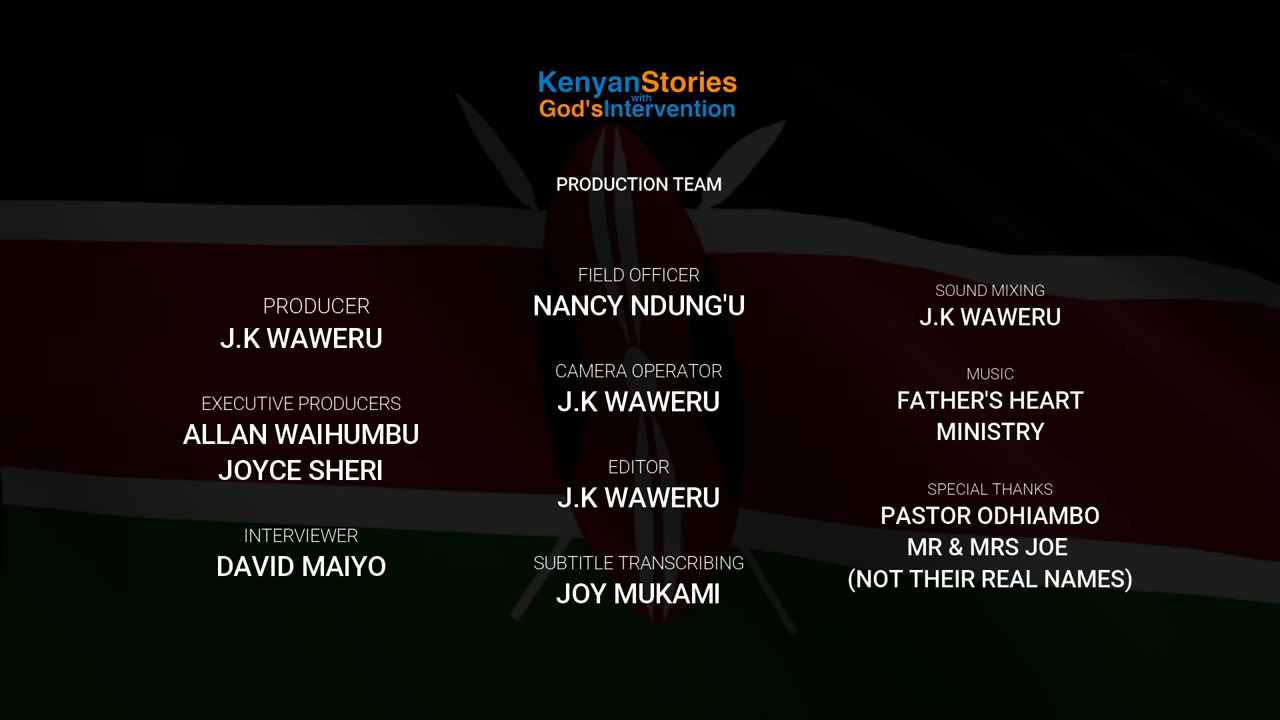 KenyanStories
with
God'sIntervention
PRODUCTION TEAM
PRODUCER
J.K WAWERU
EXECUTIVE PRODUCERS
ALLAN WAIHUMBU
JOYCE SHERI
INTERVIEWER
DAVID MAIYO
FIELD OFFICER
NANCY NDUNG'U
CAMERA OPERATOR
J.K WAWERU
EDITOR
J.K WAWERU
SUBTITLE TRANSCRIBING
JOY MUKAMI
SOUND MIXING
J.K WAWERU
MUSIC
FATHER'S HEART
MINISTRY
SPECIAL THANKS
PASTOR ODHIAMBO
MR & MRS JOE
(NOT THEIR REAL NAMES)